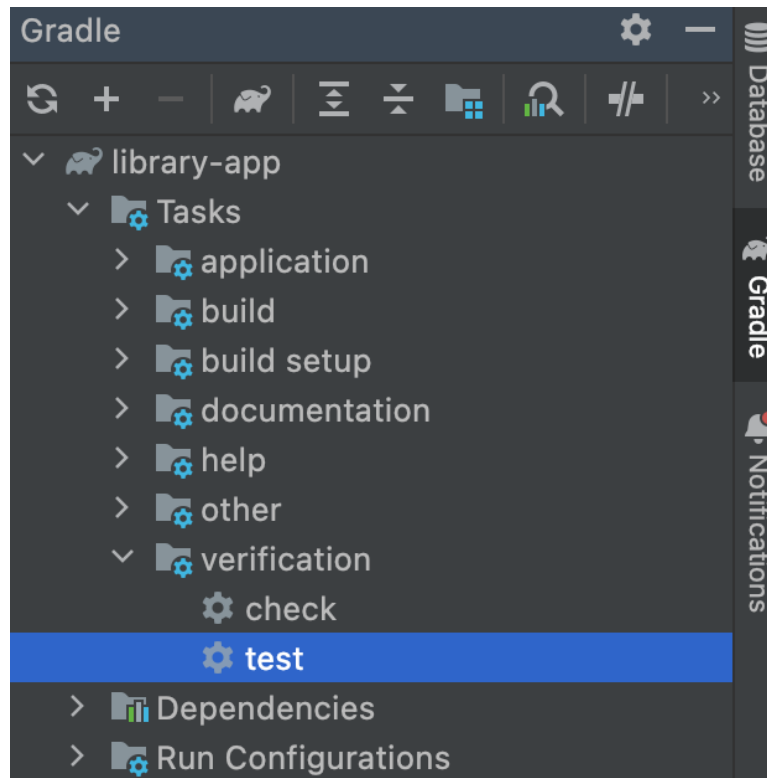 Gradle
library-app
Tasks
application
build
build setup
documentation
help
other
verification
check
test
Dependencies
Run Configurations
Database
Gradle
Notifications